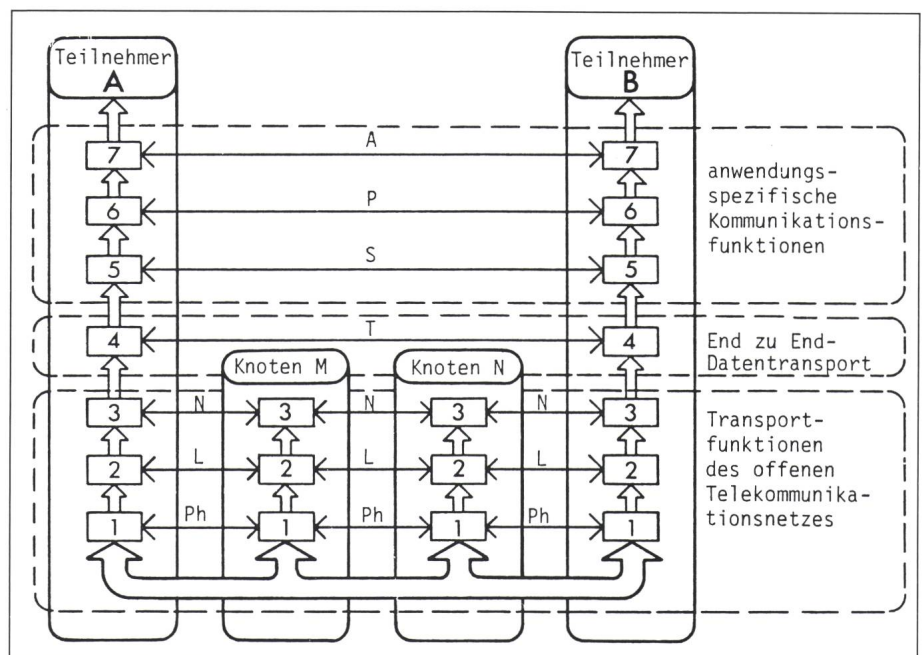 Teilnehmer
A
Teilnehmer
B
7
A
7
6
P
6
5
S
5
anwendungs-
spezifische
Kommunikations-
funktionen
4
T
4
End zu End-
Datentransport
Knoten M
Knoten N
3
N
3
N
3
N
3
2
L
2
L
2
L
2
1
Ph
1
Ph
1
Ph
1
Transport-
funktionen
des offenen
Telekommunika-
tionsnetzes